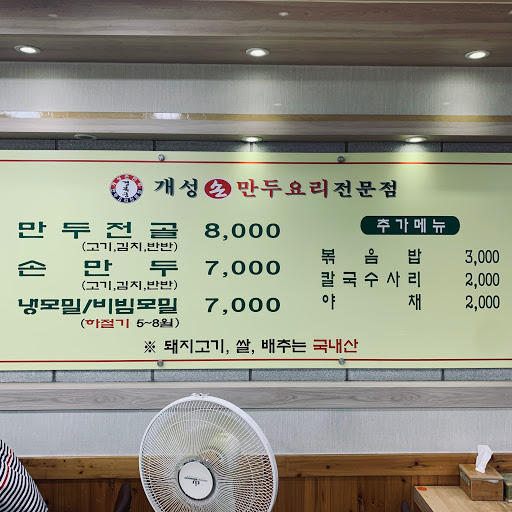 개성 손 만두요리전문점
만두전골 8,000
(고기,김치,반반)
손만두 7,000
(고기,김치,반반)
냉모밀/비빔모밀 7,000
(하절기 5~8월)
추가메뉴
볶음밥 3,000
칼국수사리 2,000
야채 2,000
※ 돼지고기, 쌀, 배추는 국내산